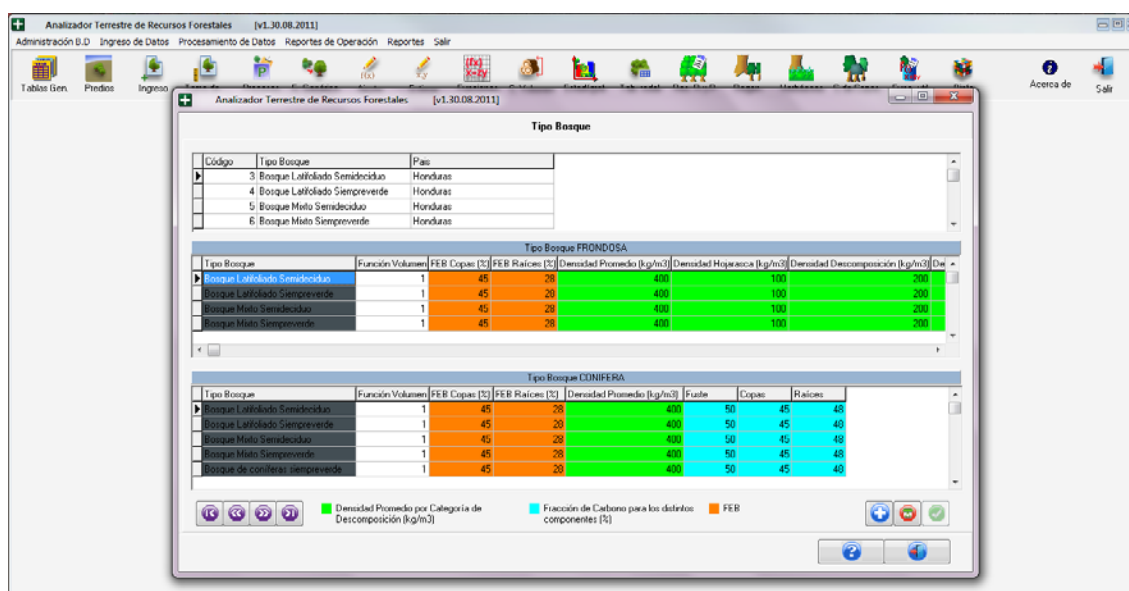 Analizador Terrestre de Recursos Forestales [v1.30.08.2011]
Administración B.D Ingreso de Datos Procesamiento de Datos Reportes de Operación Reportes Salir
Tablas Gen. Predios Ingreso Acerca de Salir
Analizador Terrestre de Recursos Forestales [v1.30.08.2011]
Tipo Bosque
Código Tipo Bosque Pais
3 Bosque Latifoliado Semideciduo Honduras
4 Bosque Latifoliado Siempreverde Honduras
5 Bosque Mixto Semideciduo Honduras
6 Bosque Mixto Siempreverde Honduras
Tipo Bosque FRONDOSA
Tipo Bosque Función Volumen FEB Copas (%) FEB Raíces (%) Densidad Promedio (kg/m3) Densidad Hojarasca (kg/m3) Densidad Descomposición (kg/m3) De
Bosque Latifoliado Semideciduo 1 45 28 400 100 200
Bosque Latifoliado Siempreverde 1 45 28 400 100 200
Bosque Mixto Semideciduo 1 45 28 400 100 200
Bosque Mixto Siempreverde 1 45 28 400 100 200
Tipo Bosque CONIFERA
Tipo Bosque Función Volumen FEB Copas (%) FEB Raíces (%) Densidad Promedio (kg/m3) Fuste Copas Raíces
Bosque Latifoliado Semideciduo 1 45 28 400 50 45 48
Bosque Latifoliado Siempreverde 1 45 28 400 50 45 48
Bosque Mixto Semideciduo 1 45 28 400 50 45 48
Bosque Mixto Siempreverde 1 45 28 400 50 45 48
Bosque de coníferas siempreverde 1 45 28 400 50 45 48
Densidad Promedio por Categoría de Descomposición (kg/m3)
Fracción de Carbono para los distintos componentes (%)
FEB